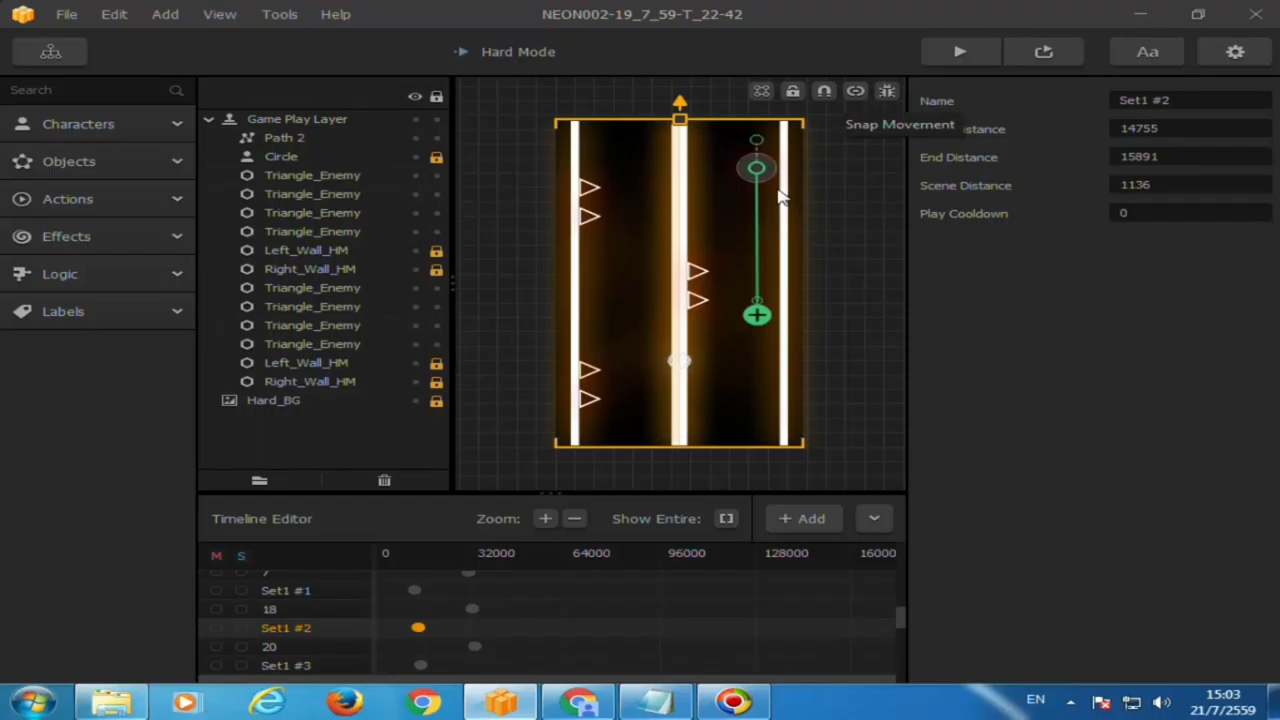 File Edit View Add Tools Help NEON002-19_7_59-T_22-42
Hard Mode
Aa
Search
Characters
Objects
Actions
Effects
Logic
Labels
Game Play Layer
Path 2
Circle
Triangle_Enemy
Triangle_Enemy
Triangle_Enemy
Triangle_Enemy
Left_Wall_HM
Right_Wall_HM
Triangle_Enemy
Triangle_Enemy
Triangle_Enemy
Triangle_Enemy
Left_Wall_HM
Right_Wall_HM
Hard_BG
Snap Movement
Name Set1 #2
istance 14755
End Distance 15891
Scene Distance 1136
Play Cooldown 0
Timeline Editor Zoom: Show Entire: + Add
M S 0 32000 64000 96000 128000 16000
Set1 #1
18
Set1 #2
20
Set1 #3
EN 15:03
21/7/2559